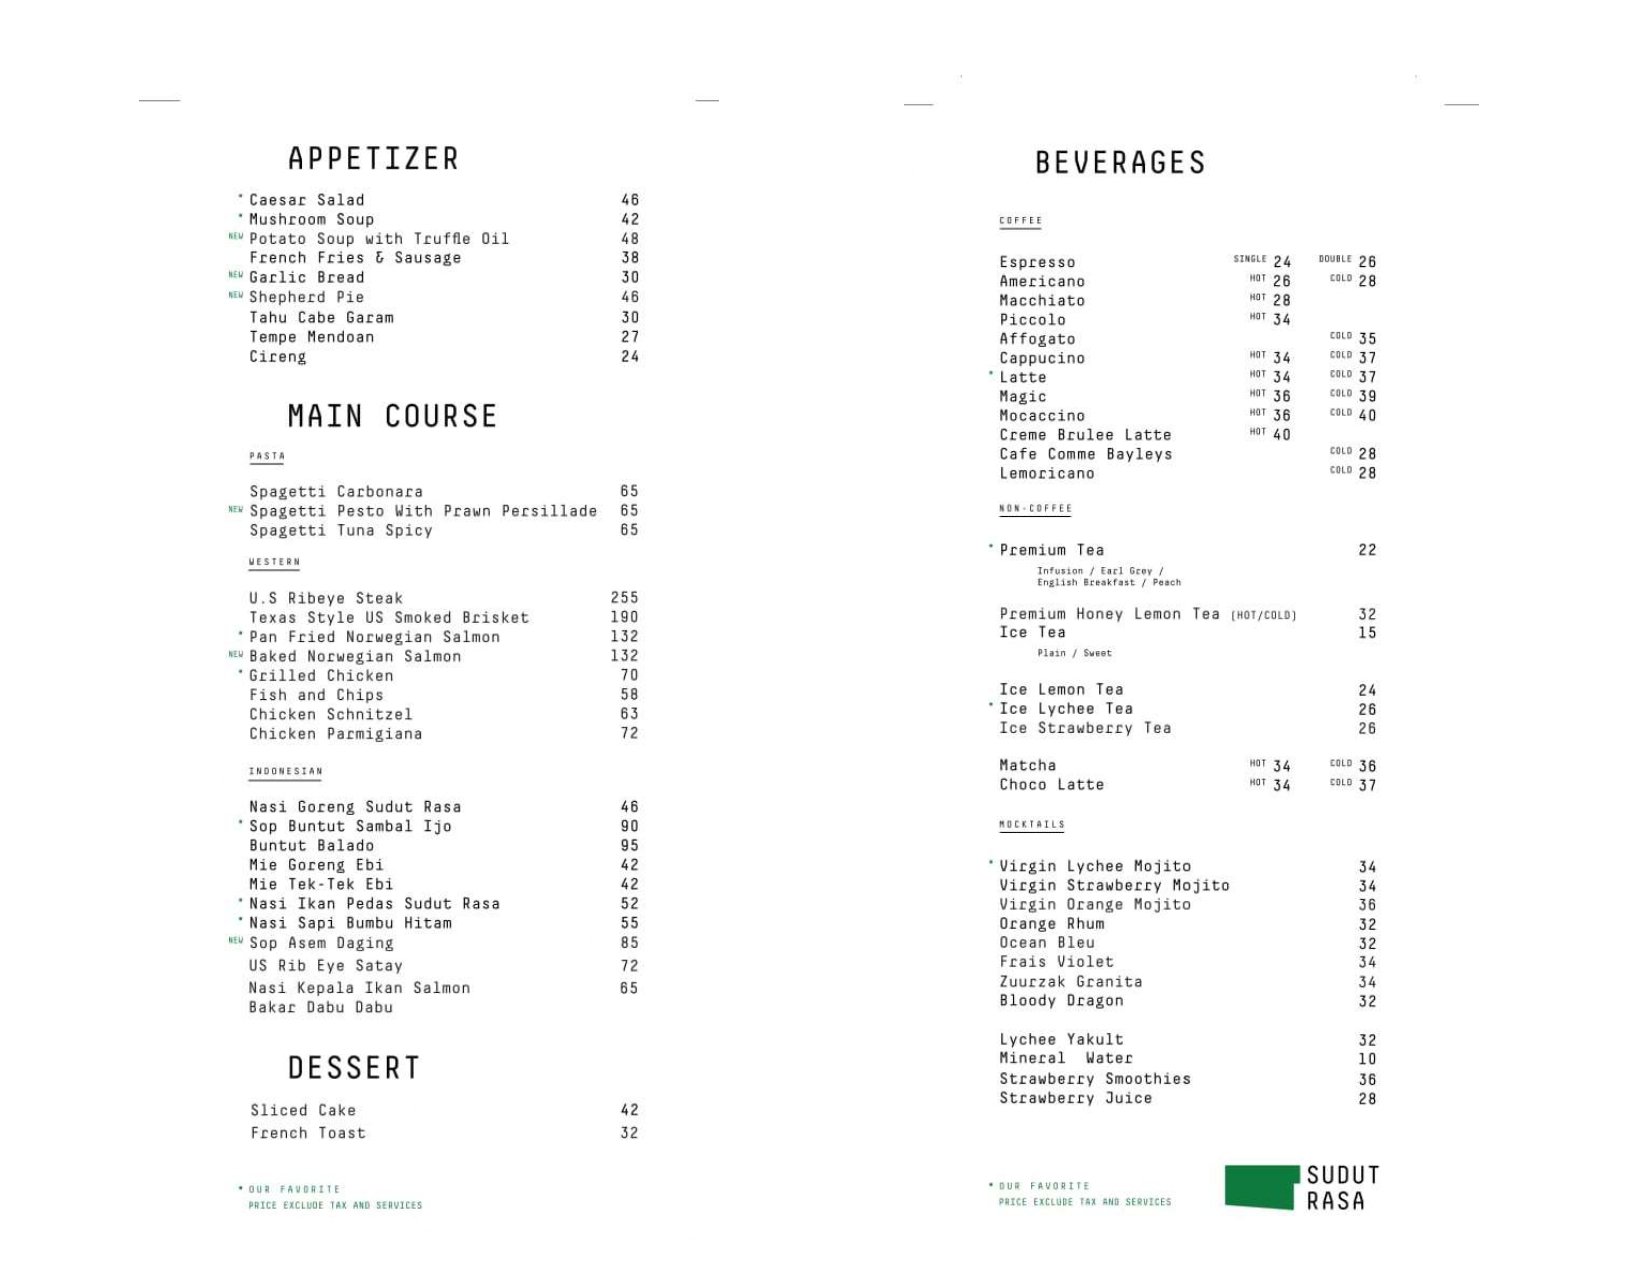 APPETIZER
• Caesar Salad 46
• Mushroom Soup 42
NEW Potato Soup with Truffle Oil 48
French Fries & Sausage 38
NEW Garlic Bread 30
NEW Shepherd Pie 46
Tahu Cabe Garam 30
Tempe Mendoan 27
Cireng 24
MAIN COURSE
PASTA
Spagetti Carbonara 65
NEW Spagetti Pesto With Prawn Persillade 65
Spagetti Tuna Spicy 65
WESTERN
U.S Ribeye Steak 255
Texas Style US Smoked Brisket 190
• Pan Fried Norwegian Salmon 132
NEW Baked Norwegian Salmon 132
• Grilled Chicken 70
Fish and Chips 58
Chicken Schnitzel 63
Chicken Parmigiana 72
INDONESIAN
Nasi Goreng Sudut Rasa 46
• Sop Buntut Sambal Ijo 90
Buntut Balado 95
Mie Goreng Ebi 42
Mie Tek-Tek Ebi 42
• Nasi Ikan Pedas Sudut Rasa 52
• Nasi Sapi Bumbu Hitam 55
NEW Sop Asem Daging 85
US Rib Eye Satay 72
Nasi Kepala Ikan Salmon 65
Bakar Dabu Dabu
DESSERT
Sliced Cake 42
French Toast 32
• OUR FAVORITE
PRICE EXCLUDE TAX AND SERVICES
BEVERAGES
COFFEE
Espresso SINGLE 24 DOUBLE 26
Americano HOT 26 COLD 28
Macchiato HOT 28
Piccolo HOT 34
Affogato COLD 35
Cappucino HOT 34 COLD 37
• Latte HOT 34 COLD 37
Magic HOT 36 COLD 39
Mocaccino HOT 36 COLD 40
Creme Brulee Latte HOT 40
Cafe Comme Bayleys COLD 28
Lemoricano COLD 28
NON-COFFEE
• Premium Tea 22
Infusion / Earl Grey /
English Breakfast / Peach
Premium Honey Lemon Tea (HOT/COLD) 32
Ice Tea 15
Plain / Sweet
Ice Lemon Tea 24
• Ice Lychee Tea 26
Ice Strawberry Tea 26
Matcha HOT 34 COLD 36
Choco Latte HOT 34 COLD 37
MOCKTAILS
• Virgin Lychee Mojito 34
Virgin Strawberry Mojito 34
Virgin Orange Mojito 36
Orange Rhum 32
Ocean Bleu 32
Frais Violet 34
Zuurzak Granita 34
Bloody Dragon 32
Lychee Yakult 32
Mineral Water 10
Strawberry Smoothies 36
Strawberry Juice 28
• OUR FAVORITE
PRICE EXCLUDE TAX AND SERVICES
SUDUT
RASA